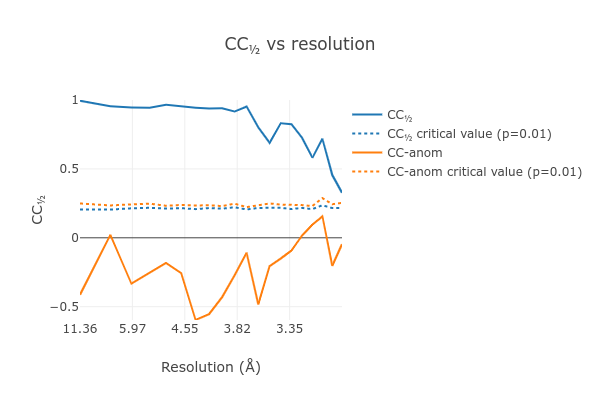 CC½ vs resolution
1
0.5
0
−0.5
CC½
11.36
5.97
4.55
3.82
3.35
Resolution (Å)
CC½
CC½ critical value (p=0.01)
CC-anom
CC-anom critical value (p=0.01)